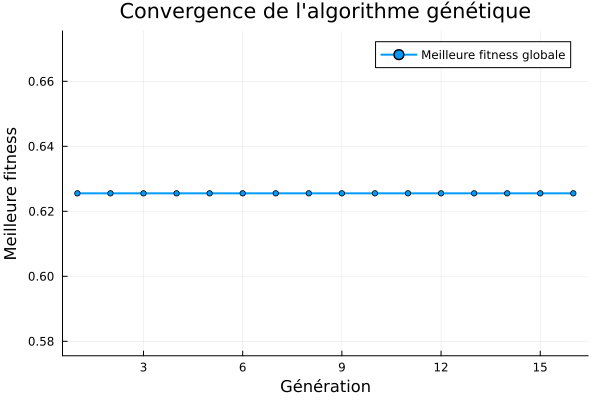 Convergence de l'algorithme génétique
Meilleure fitness globale
Meilleure fitness
0.66
0.64
0.62
0.60
0.58
3 6 9 12 15
Génération